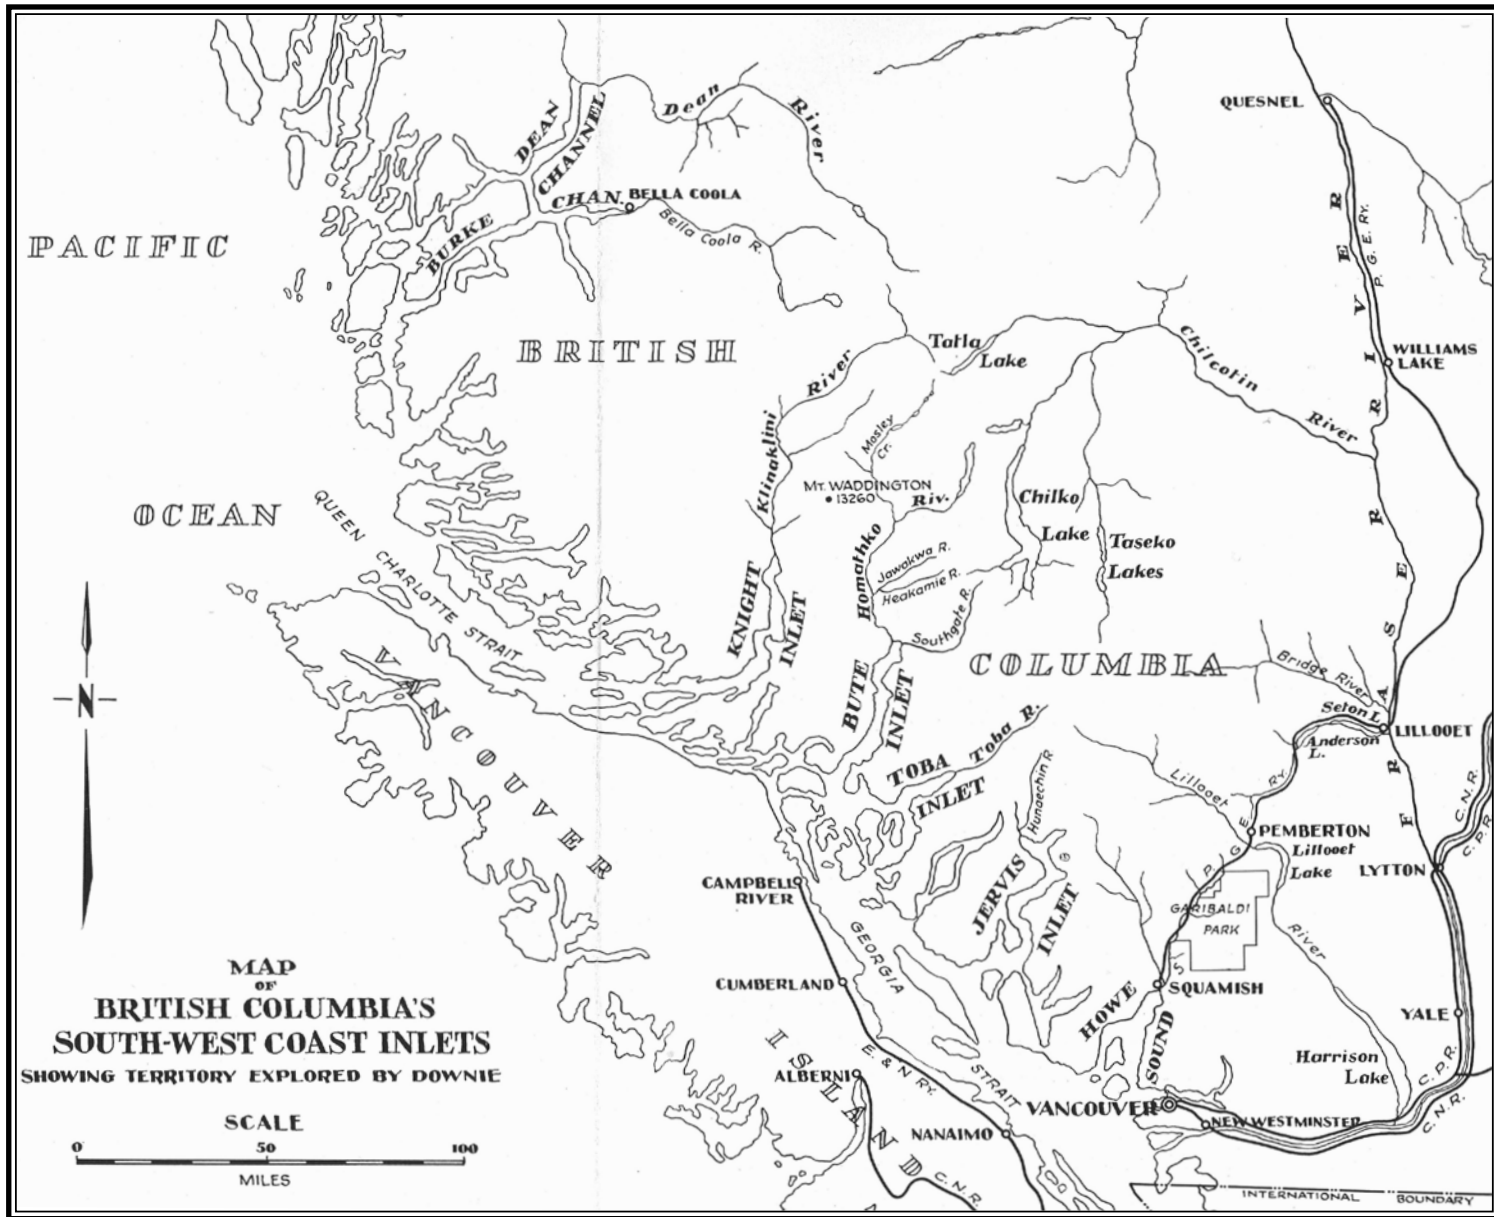 QUESNEL
DEAN
CHANNEL
Dean
River
RIVER
P. G. E. RY.
CHAN.
BELLA COOLA
BURKE
Bella Coola R.
PACIFIC
BRITISH
Tatla
Lake
Chilcotin
River
WILLIAMS
LAKE
River
Klinaklini
Mosley
Cr.
MT. WADDINGTON
• 13260
Riv.
Chilko
Lake
Taseko
Lakes
OCEAN
QUEEN CHARLOTTE STRAIT
Homathko
Jawakwa R.
Heakamie R.
Southgate R.
KNIGHT
INLET
FRASER
N
VANCOUVER
COLUMBIA
Bridge River
BUTE
INLET
Seton L.
LILLOOET
Anderson
L.
TOBA
INLET
Toba R.
Hunaechin R
Lillooet
P. G. E. RY.
C.N.R.
C.P.R.
PEMBERTON
Lillooet
Lake
LYTTON
CAMPBELL
RIVER
JERVIS
INLET
GARIBALDI
PARK
River
GEORGIA
STRAIT
CUMBERLAND
HOWE
SOUND
SQUAMISH
YALE
MAP
OF
BRITISH COLUMBIA'S
SOUTH-WEST COAST INLETS
SHOWING TERRITORY EXPLORED BY DOWNIE
ISLAND
ALBERNI
E. & N RY.
Harrison
Lake
C.P.R.
C.N.R.
VANCOUVER
NEW WESTMINSTER
NANAIMO
C.N.R.
SCALE
0 50 100
MILES
INTERNATIONAL BOUNDARY